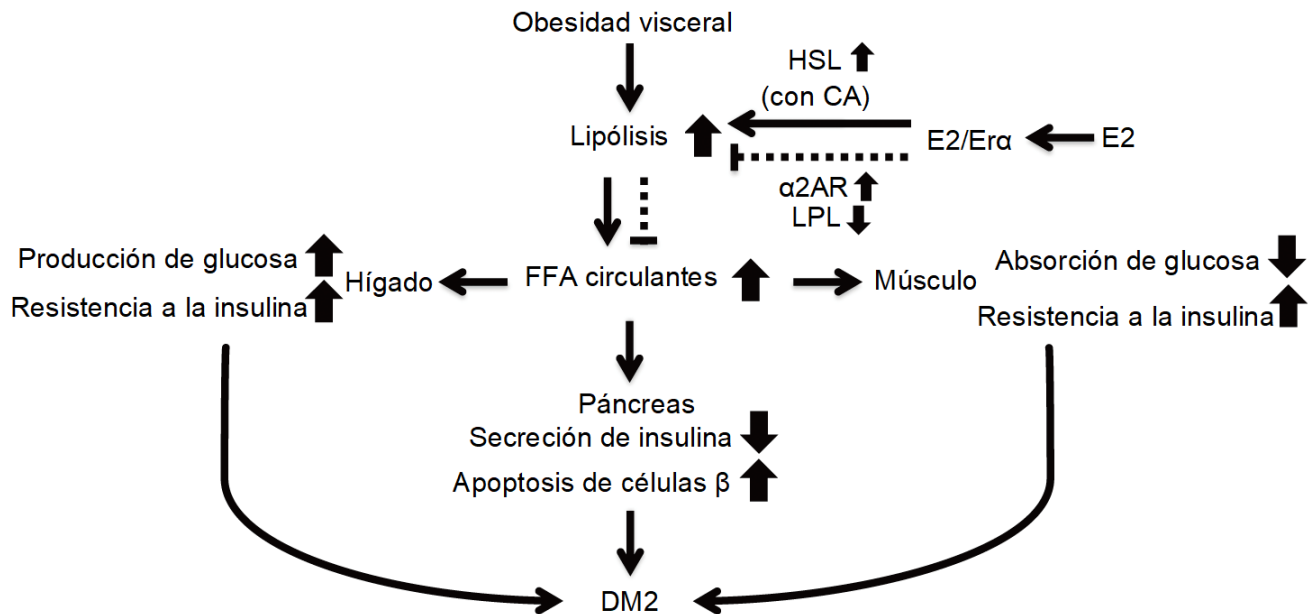 Obesidad visceral
HSL
(con CA)
Lipólisis
E2/Erα
E2
α2AR
LPL
Producción de glucosa
Resistencia a la insulina
Hígado
FFA circulantes
Músculo
Absorción de glucosa
Resistencia a la insulina
Páncreas
Secreción de insulina
Apoptosis de células β
DM2